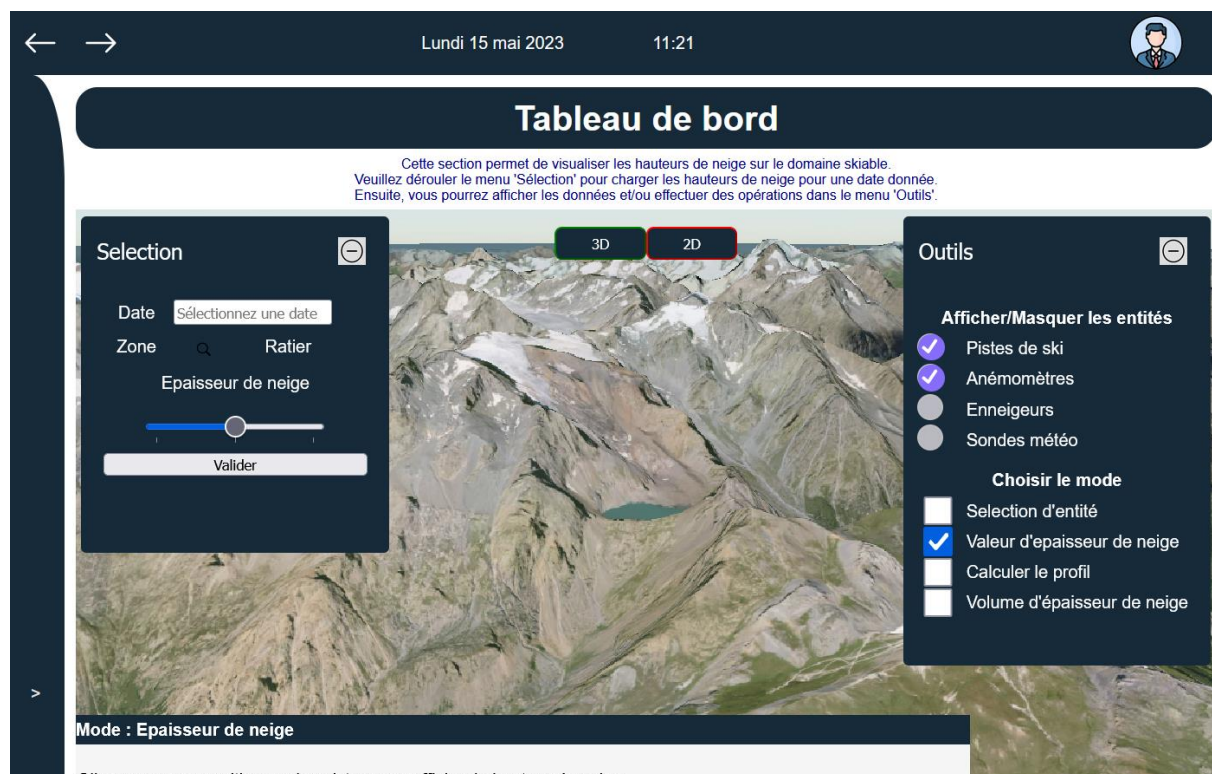 Lundi 15 mai 2023 11:21
Tableau de bord
Cette section permet de visualiser les hauteurs de neige sur le domaine skiable.
Veuillez dérouler le menu 'Sélection' pour charger les hauteurs de neige pour une date donnée.
Ensuite, vous pourrez afficher les données et/ou effectuer des opérations dans le menu 'Outils'.
3D 2D
Selection
Date Sélectionnez une date
Zone Ratier
Epaisseur de neige
Valider
Outils
Afficher/Masquer les entités
Pistes de ski
Anémomètres
Enneigeurs
Sondes météo
Choisir le mode
Selection d'entité
Valeur d'epaisseur de neige
Calculer le profil
Volume d'épaisseur de neige
>
Mode : Epaisseur de neige